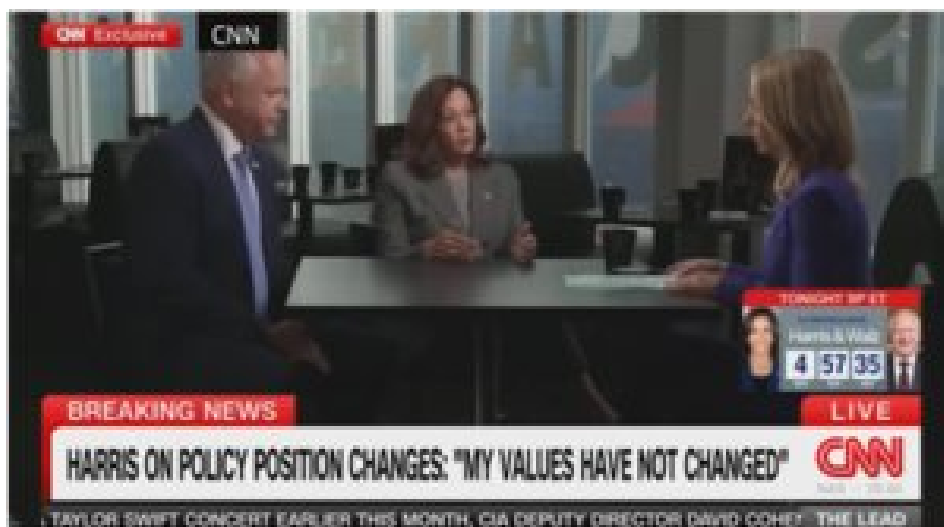 CNN Exclusive
CNN
TONIGHT 9P ET
Harris & Walz
4 57 35
BREAKING NEWS
LIVE
HARRIS ON POLICY POSITION CHANGES: "MY VALUES HAVE NOT CHANGED"
CNN
TAYLOR SWIFT CONCERT EARLIER THIS MONTH, CIA DEPUTY DIRECTOR DAVID COHE
THE LEAD